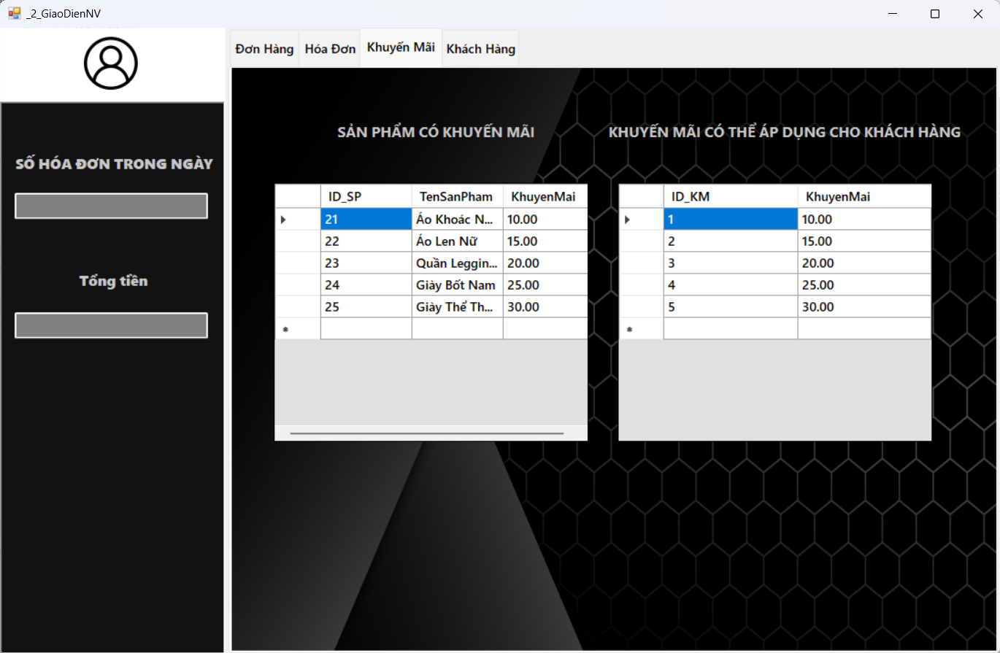 _2_GiaoDienNV
SỐ HÓA ĐƠN TRONG NGÀY
Tổng tiền
Đơn Hàng Hóa Đơn Khuyến Mãi Khách Hàng
SẢN PHẨM CÓ KHUYẾN MÃI
ID_SP TenSanPham KhuyenMai
21 Áo Khoác N... 10.00
22 Áo Len Nữ 15.00
23 Quần Leggin... 20.00
24 Giày Bốt Nam 25.00
25 Giày Thể Th... 30.00
KHUYẾN MÃI CÓ THỂ ÁP DỤNG CHO KHÁCH HÀNG
ID_KM KhuyenMai
1 10.00
2 15.00
3 20.00
4 25.00
5 30.00